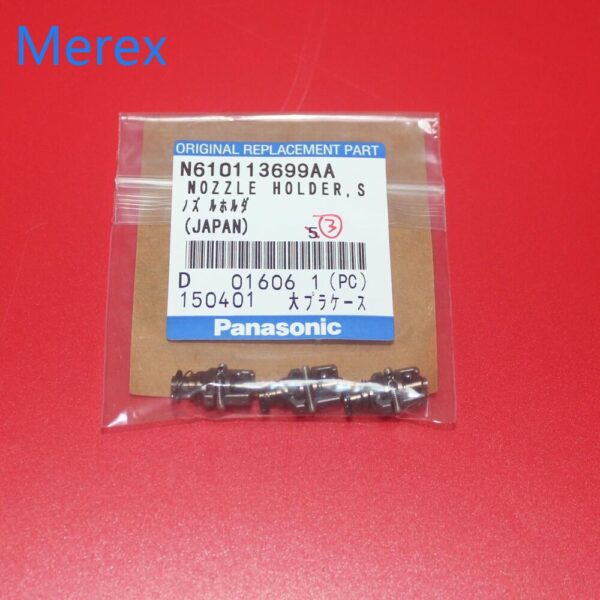 Merex
ORIGINAL REPLACEMENT PART
N610113699AA
NOZZLE HOLDER, S
ノズルホルダ
(JAPAN) 5 3
D 01606 1 (PC)
150401 大プラケース
Panasonic